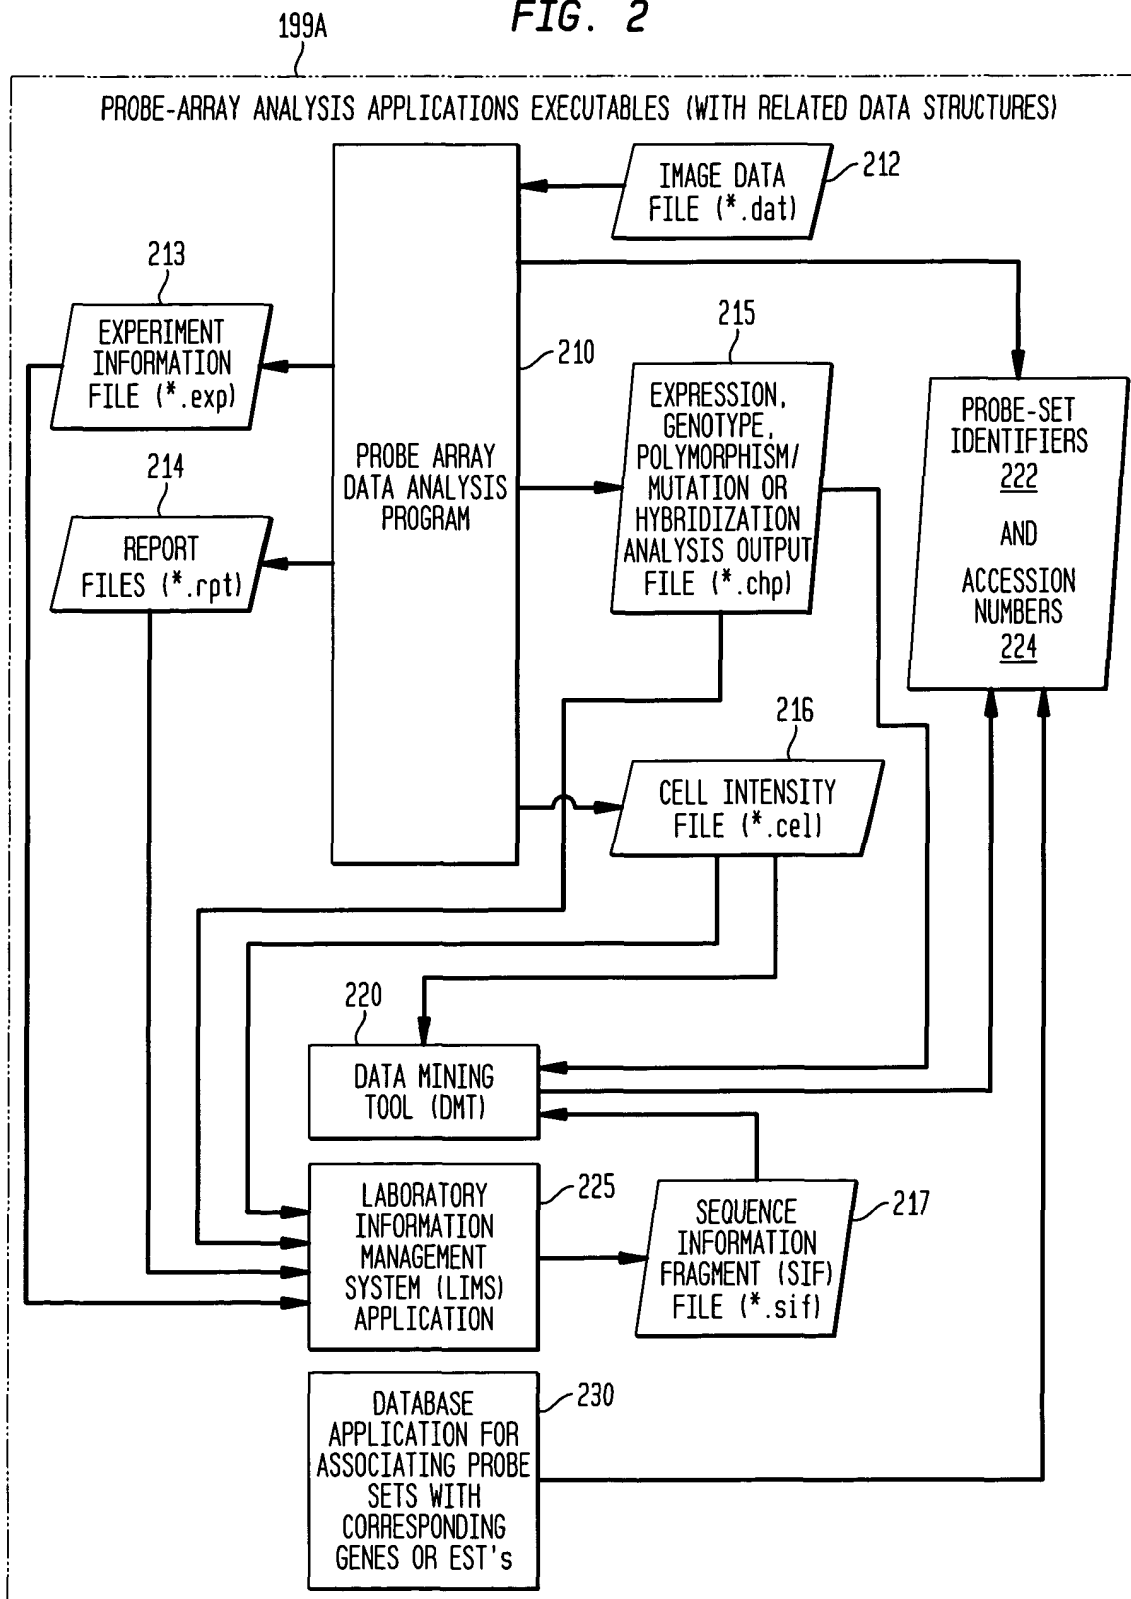 FIG. 2
199A
PROBE-ARRAY ANALYSIS APPLICATIONS EXECUTABLES (WITH RELATED DATA STRUCTURES)
IMAGE DATA
FILE (*.dat)
212
213
EXPERIMENT
INFORMATION
FILE (*.exp)
214
REPORT
FILES (*.rpt)
210
PROBE ARRAY
DATA ANALYSIS
PROGRAM
215
EXPRESSION,
GENOTYPE,
POLYMORPHISM/
MUTATION OR
HYBRIDIZATION
ANALYSIS OUTPUT
FILE (*.chp)
PROBE-SET
IDENTIFIERS
222
AND
ACCESSION
NUMBERS
224
216
CELL INTENSITY
FILE (*.cel)
220
DATA MINING
TOOL (DMT)
225
LABORATORY
INFORMATION
MANAGEMENT
SYSTEM (LIMS)
APPLICATION
217
SEQUENCE
INFORMATION
FRAGMENT (SIF)
FILE (*.sif)
230
DATABASE
APPLICATION FOR
ASSOCIATING PROBE
SETS WITH
CORRESPONDING
GENES OR EST's